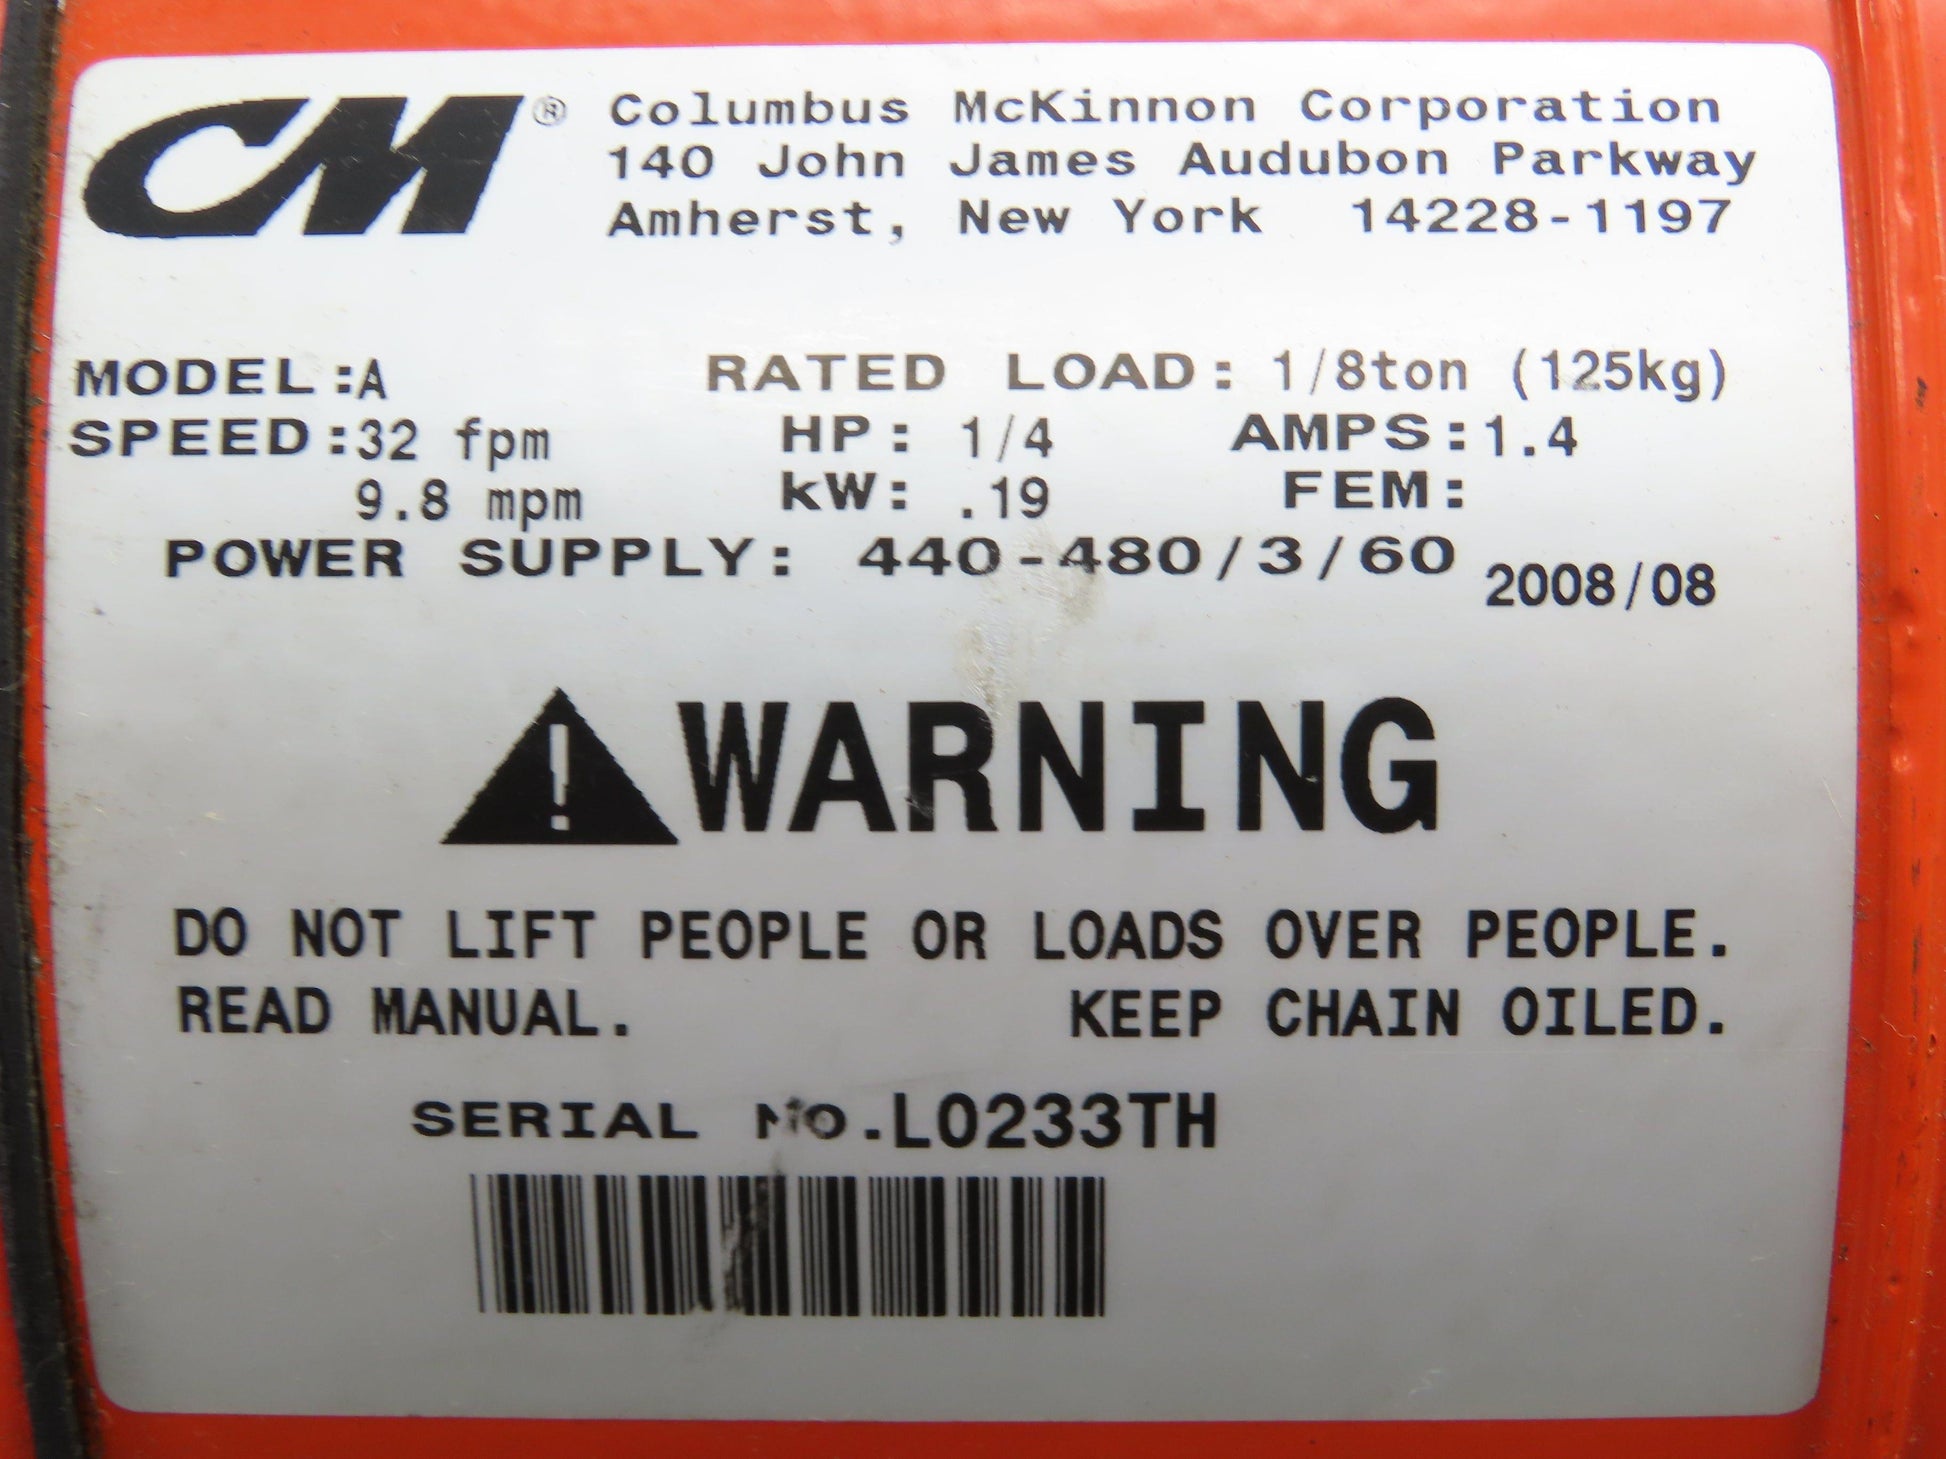 CM® Columbus McKinnon Corporation
140 John James Audubon Parkway
Amherst, New York 14228-1197
MODEL:A RATED LOAD: 1/8ton (125kg)
SPEED:32 fpm HP: 1/4 AMPS:1.4
9.8 mpm kW: .19 FEM:
POWER SUPPLY: 440-480/3/60 2008/08
WARNING
DO NOT LIFT PEOPLE OR LOADS OVER PEOPLE.
READ MANUAL. KEEP CHAIN OILED.
SERIAL NO.L0233TH